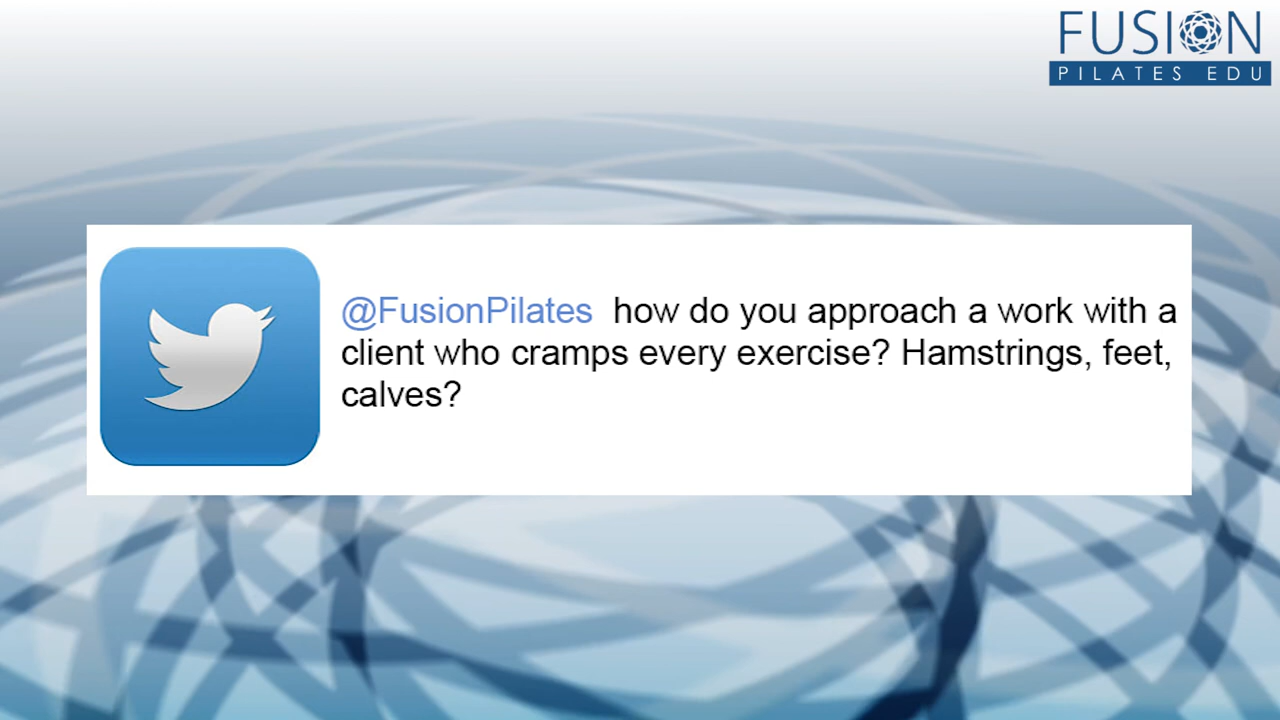 FUSION
PILATES EDU
@FusionPilates how do you approach a work with a
client who cramps every exercise? Hamstrings, feet,
calves?